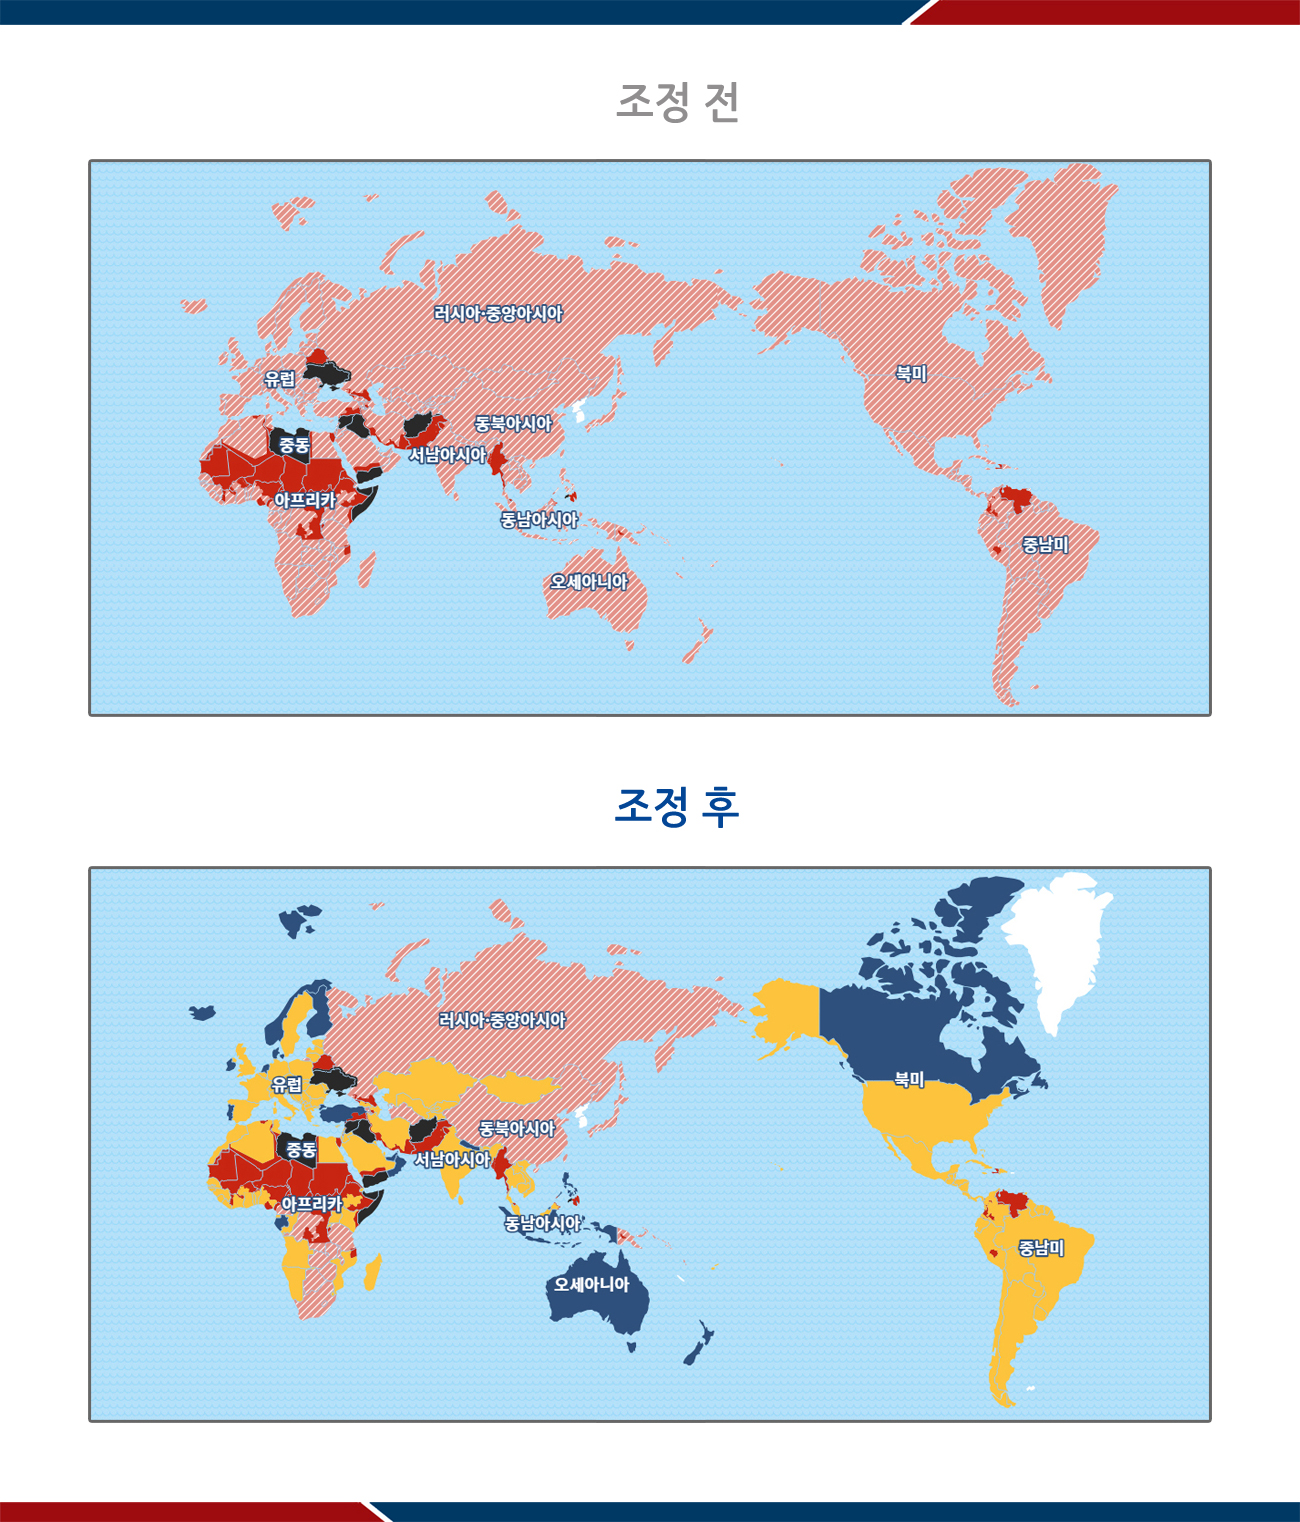 조정 전
러시아·중앙아시아
유럽
북미
동북아시아
중동
서남아시아
아프리카
동남아시아
중남미
오세아니아
조정 후
러시아·중앙아시아
유럽
북미
동북아시아
중동
서남아시아
아프리카
동남아시아
중남미
오세아니아